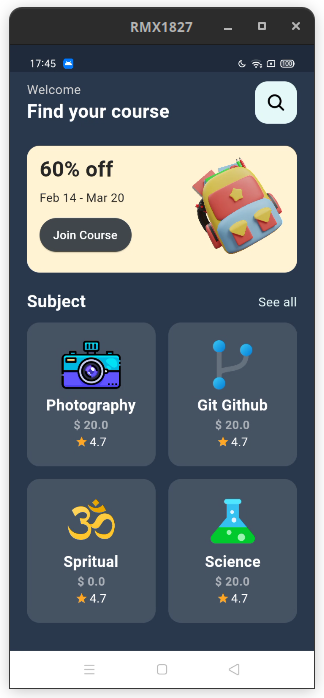 RMX1827
17:45
100
Welcome
Find your course
60% off
Feb 14 - Mar 20
Join Course
Subject
See all
Photography
$ 20.0
4.7
Git Github
$ 20.0
4.7
Spritual
$ 0.0
4.7
Science
$ 20.0
4.7